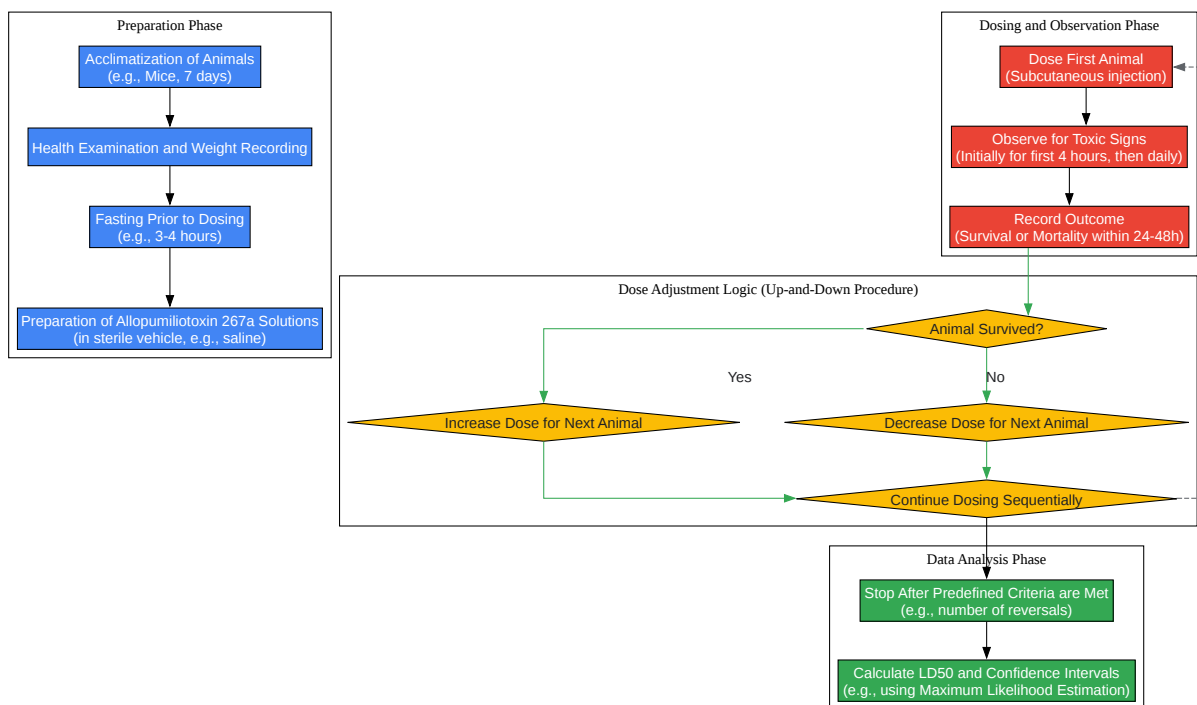 Preparation Phase
Acclimatization of Animals
(e.g., Mice, 7 days)
Health Examination and Weight Recording
Fasting Prior to Dosing
(e.g., 3-4 hours)
Preparation of Allopumiliotoxin 267a Solutions
(in sterile vehicle, e.g., saline)
Dosing and Observation Phase
Dose First Animal
(Subcutaneous injection)
Observe for Toxic Signs
(Initially for first 4 hours, then daily)
Record Outcome
(Survival or Mortality within 24-48h)
Dose Adjustment Logic (Up-and-Down Procedure)
Animal Survived?
Yes
No
Increase Dose for Next Animal
Decrease Dose for Next Animal
Continue Dosing Sequentially
Data Analysis Phase
Stop After Predefined Criteria are Met
(e.g., number of reversals)
Calculate LD50 and Confidence Intervals
(e.g., using Maximum Likelihood Estimation)